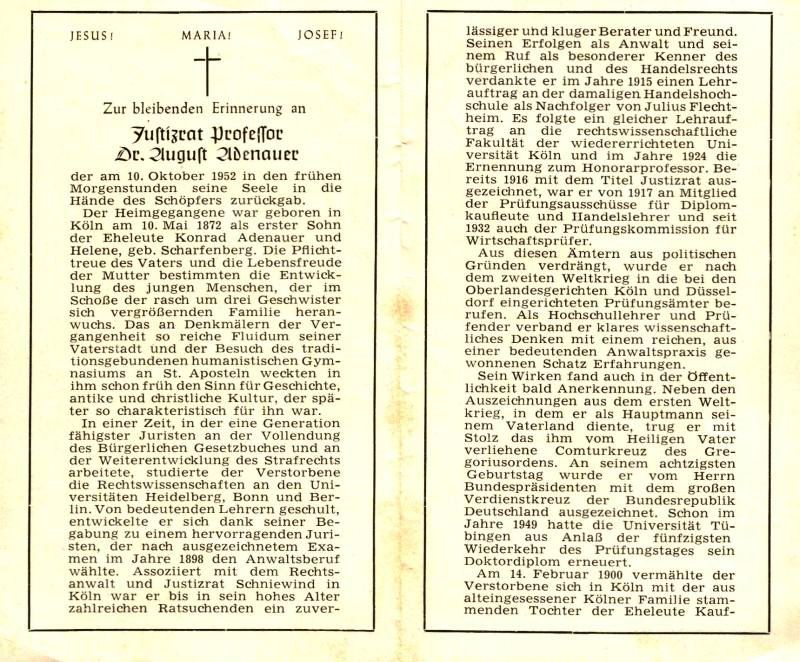 JESUS! MARIA! JOSEF!
Zur bleibenden Erinnerung an
Justizrat Professor
Dr. August Adenauer
der am 10. Oktober 1952 in den frühen
Morgenstunden seine Seele in die
Hände des Schöpfers zurückgab.
Der Heimgegangene war geboren in
Köln am 10. Mai 1872 als erster Sohn
der Eheleute Konrad Adenauer und
Helene, geb. Scharfenberg. Die Pflicht-
treue des Vaters und die Lebensfreude
der Mutter bestimmten die Entwick-
lung des jungen Menschen, der im
Schoße der rasch um drei Geschwister
sich vergrößernden Familie heran-
wuchs. Das an Denkmälern der Ver-
gangenheit so reiche Fluidum seiner
Vaterstadt und der Besuch des tradi-
tionsgebundenen humanistischen Gym-
nasiums an St. Aposteln weckten in
ihm schon früh den Sinn für Geschichte,
antike und christliche Kultur, der spä-
ter so charakteristisch für ihn war.
In einer Zeit, in der eine Generation
fähigster Juristen an der Vollendung
des Bürgerlichen Gesetzbuches und an
der Weiterentwicklung des Strafrechts
arbeitete, studierte der Verstorbene
die Rechtswissenschaften an den Uni-
versitäten Heidelberg, Bonn und Ber-
lin. Von bedeutenden Lehrern geschult,
entwickelte er sich dank seiner Be-
gabung zu einem hervorragenden Juri-
sten, der nach ausgezeichnetem Exa-
men im Jahre 1898 den Anwaltsberuf
wählte. Assoziiert mit dem Rechts-
anwalt und Justizrat Schniewind in
Köln war er bis in sein hohes Alter
zahlreichen Ratsuchenden ein zuver-
lässiger und kluger Berater und Freund.
Seinen Erfolgen als Anwalt und sei-
nem Ruf als besonderer Kenner des
bürgerlichen und des Handelsrechts
verdankte er im Jahre 1915 einen Lehr-
auftrag an der damaligen Handelshoch-
schule als Nachfolger von Julius Flecht-
heim. Es folgte ein gleicher Lehrauf-
trag an die rechtswissenschaftliche
Fakultät der wiedererrichteten Uni-
versität Köln und im Jahre 1924 die
Ernennung zum Honorarprofessor. Be-
reits 1916 mit dem Titel Justizrat aus-
gezeichnet, war er von 1917 an Mitglied
der Prüfungsausschüsse für Diplom-
kaufleute und Handelslehrer und seit
1932 auch der Prüfungskommission für
Wirtschaftsprüfer.
Aus diesen Ämtern aus politischen
Gründen verdrängt, wurde er nach
dem zweiten Weltkrieg in die bei den
Oberlandesgerichten Köln und Düssel-
dorf eingerichteten Prüfungsämter be-
rufen. Als Hochschullehrer und Prü-
fender verband er klares wissenschaft-
liches Denken mit einem reichen, aus
einer bedeutenden Anwaltspraxis ge-
wonnenen Schatz Erfahrungen.
Sein Wirken fand auch in der Öffent-
lichkeit bald Anerkennung. Neben den
Auszeichnungen aus dem ersten Welt-
krieg, in dem er als Hauptmann sei-
nem Vaterland diente, trug er mit
Stolz das ihm vom Heiligen Vater
verliehene Comturkreuz des Gre-
goriusordens. An seinem achtzigsten
Geburtstag wurde er vom Herrn
Bundespräsidenten mit dem großen
Verdienstkreuz der Bundesrepublik
Deutschland ausgezeichnet. Schon im
Jahre 1949 hatte die Universität Tü-
bingen aus Anlaß der fünfzigsten
Wiederkehr des Prüfungstages sein
Doktordiplom erneuert.
Am 14. Februar 1900 vermählte der
Verstorbene sich in Köln mit der aus
alteingesessener Kölner Familie stam-
menden Tochter der Eheleute Kauf-